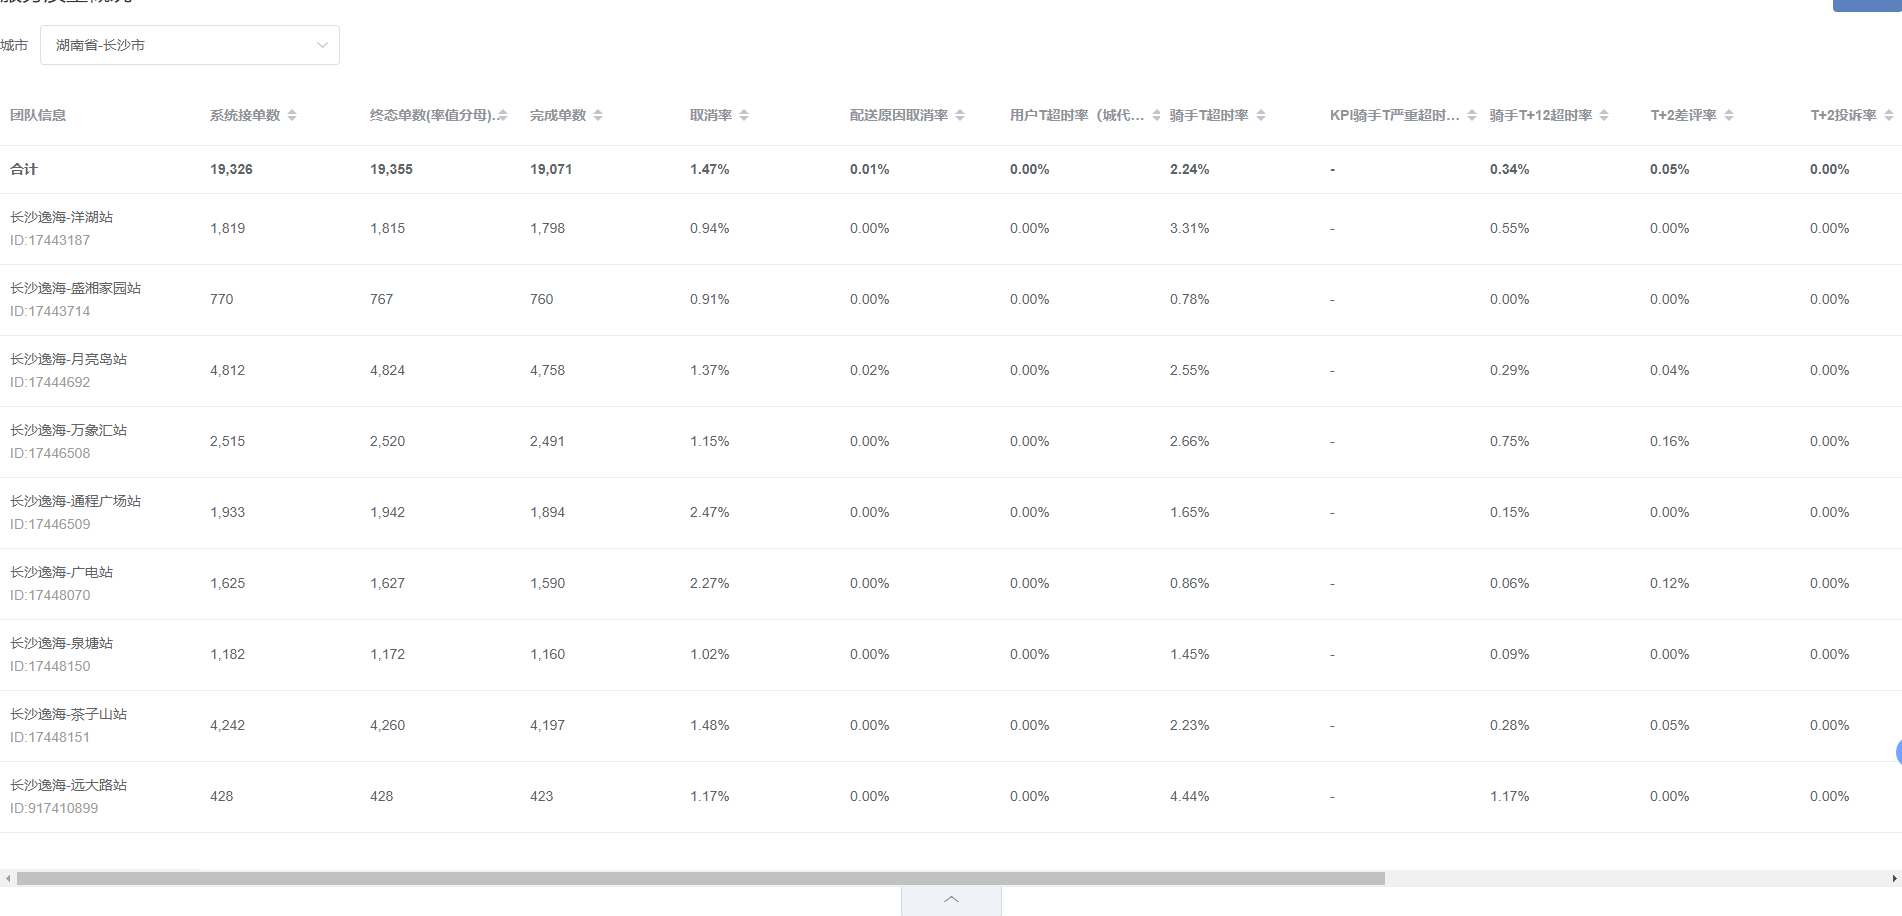 城市 湖南省-长沙市
团队信息 系统接单数 终态单数(率值分母)... 完成单数 取消率 配送原因取消率 用户T超时率（城代... 骑手T超时率 KPI骑手T严重超时... 骑手T+12超时率 T+2差评率 T+2投诉率
合计 19,326 19,355 19,071 1.47% 0.01% 0.00% 2.24% - 0.34% 0.05% 0.00%
长沙逸海-洋湖站
ID:17443187
1,819 1,815 1,798 0.94% 0.00% 0.00% 3.31% - 0.55% 0.00% 0.00%
长沙逸海-盛湘家园站
ID:17443714
770 767 760 0.91% 0.00% 0.00% 0.78% - 0.00% 0.00% 0.00%
长沙逸海-月亮岛站
ID:17444692
4,812 4,824 4,758 1.37% 0.02% 0.00% 2.55% - 0.29% 0.04% 0.00%
长沙逸海-万象汇站
ID:17446508
2,515 2,520 2,491 1.15% 0.00% 0.00% 2.66% - 0.75% 0.16% 0.00%
长沙逸海-通程广场站
ID:17446509
1,933 1,942 1,894 2.47% 0.00% 0.00% 1.65% - 0.15% 0.00% 0.00%
长沙逸海-广电站
ID:17448070
1,625 1,627 1,590 2.27% 0.00% 0.00% 0.86% - 0.06% 0.12% 0.00%
长沙逸海-泉塘站
ID:17448150
1,182 1,172 1,160 1.02% 0.00% 0.00% 1.45% - 0.09% 0.00% 0.00%
长沙逸海-茶子山站
ID:17448151
4,242 4,260 4,197 1.48% 0.00% 0.00% 2.23% - 0.28% 0.05% 0.00%
长沙逸海-远大路站
ID:917410899
428 428 423 1.17% 0.00% 0.00% 4.44% - 1.17% 0.00% 0.00%